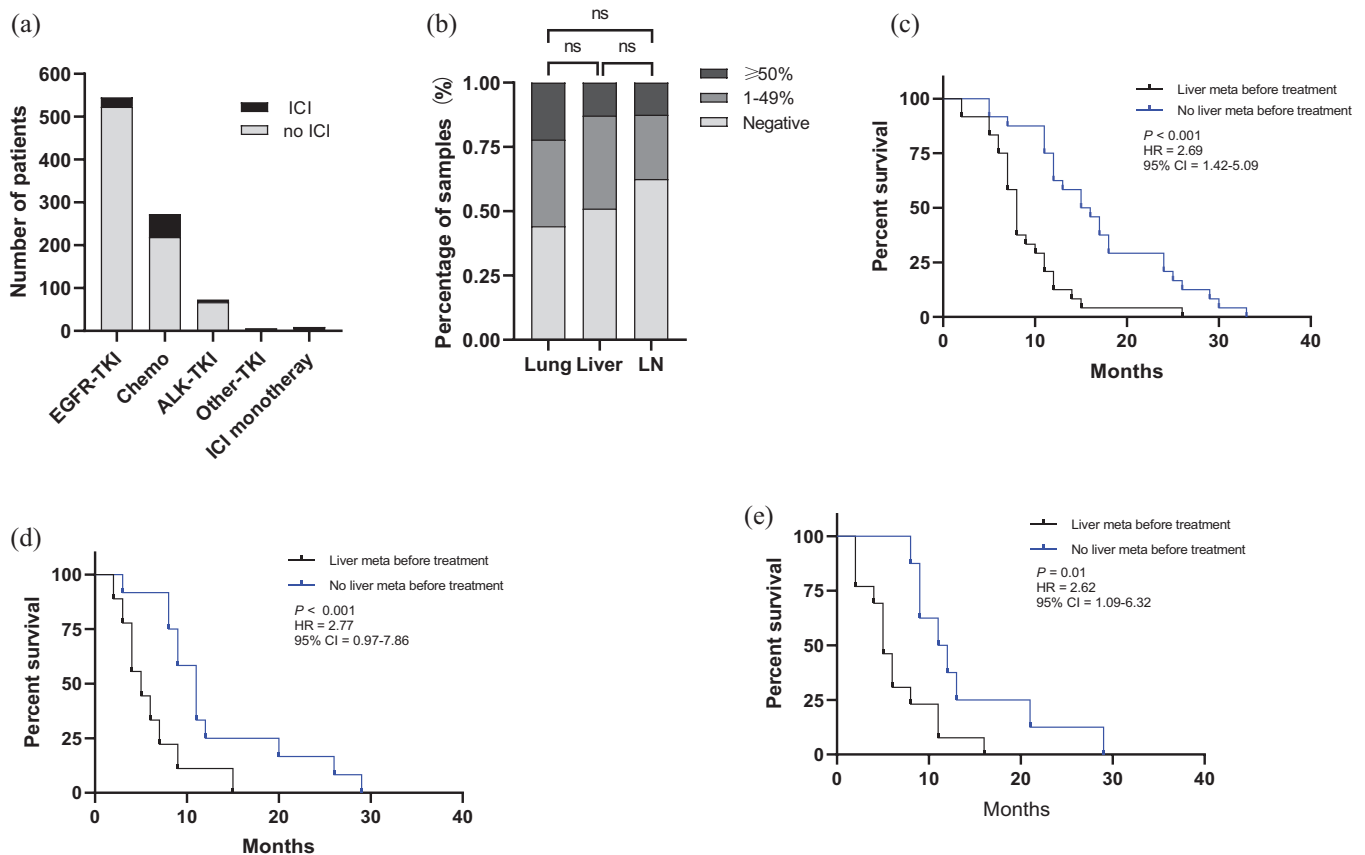 (a)
Number of patients
600
500
400
300
200
100
0
ICI
no ICI
EGFR-TKI
Chemo
ALK-TKI
Other-TKI
ICI monotheray
(b)
ns
ns
ns
Percentage of samples (%)
1.00
0.75
0.50
0.25
0.00
≥50%
1-49%
Negative
Lung Liver LN
(c)
Percent survival
100
75
50
25
0
Liver meta before treatment
No liver meta before treatment
P < 0.001
HR = 2.69
95% CI = 1.42-5.09
0 10 20 30 40
Months
(d)
Percent survival
100
75
50
25
0
Liver meta before treatment
No liver meta before treatment
P < 0.001
HR = 2.77
95% CI = 0.97-7.86
0 10 20 30 40
Months
(e)
Percent survival
100
75
50
25
0
Liver meta before treatment
No liver meta before treatment
P = 0.01
HR = 2.62
95% CI = 1.09-6.32
0 10 20 30 40
Months